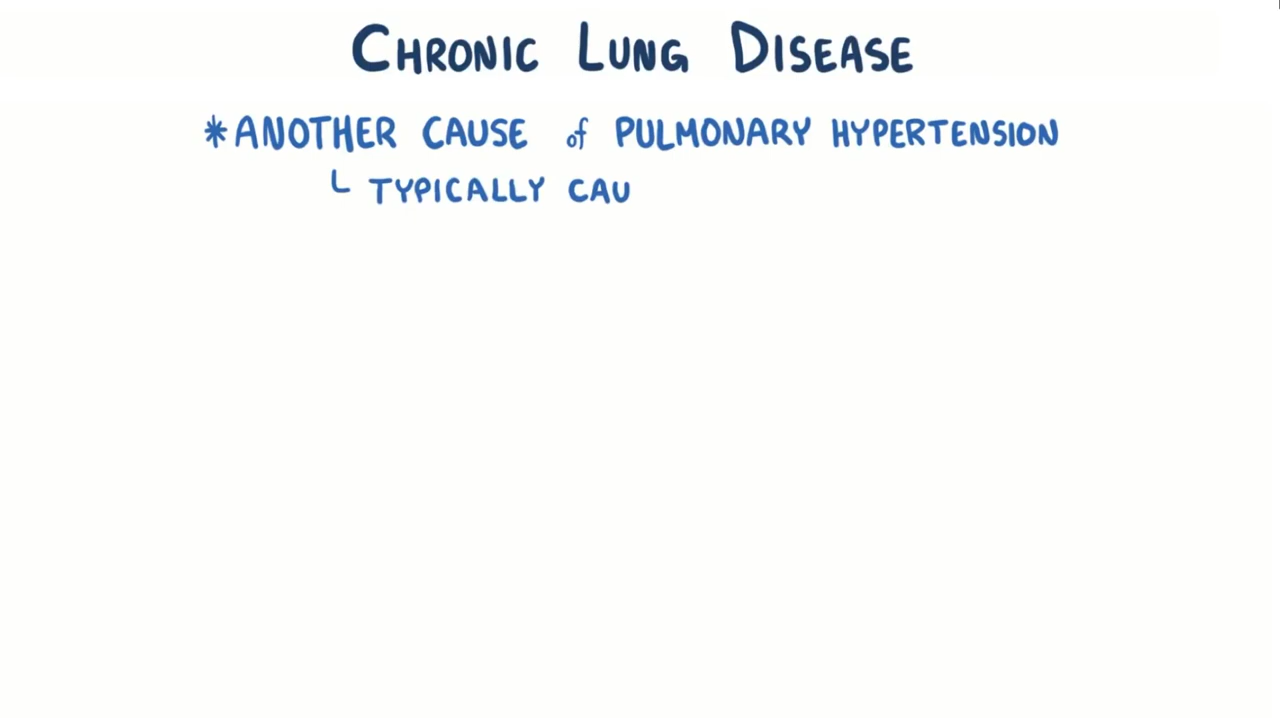 CHRONIC LUNG DISEASE
*ANOTHER CAUSE of PULMONARY HYPERTENSION
TYPICALLY CAU